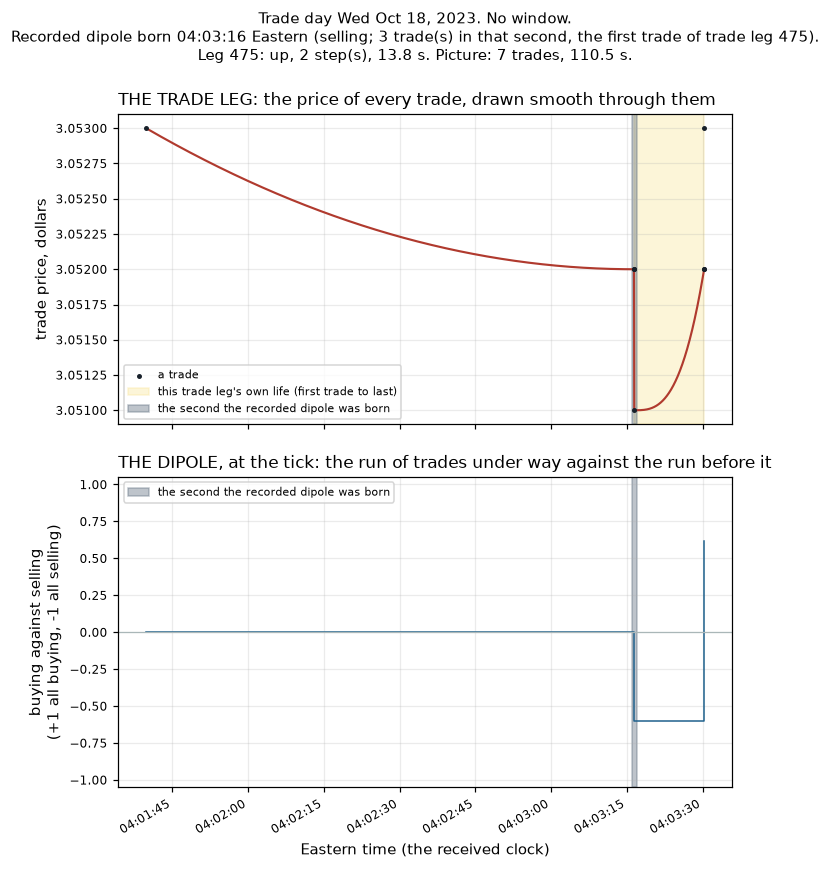 Trade day Wed Oct 18, 2023. No window.
Recorded dipole born 04:03:16 Eastern (selling; 3 trade(s) in that second, the first trade of trade leg 475).
Leg 475: up, 2 step(s), 13.8 s. Picture: 7 trades, 110.5 s.
THE TRADE LEG: the price of every trade, drawn smooth through them
trade price, dollars
3.05300
3.05275
3.05250
3.05225
3.05200
3.05175
3.05150
3.05125
3.05100
a trade
this trade leg's own life (first trade to last)
the second the recorded dipole was born
THE DIPOLE, at the tick: the run of trades under way against the run before it
buying against selling
(+1 all buying, -1 all selling)
1.00
0.75
0.50
0.25
0.00
−0.25
−0.50
−0.75
−1.00
the second the recorded dipole was born
04:01:45
04:02:00
04:02:15
04:02:30
04:02:45
04:03:00
04:03:15
04:03:30
Eastern time (the received clock)